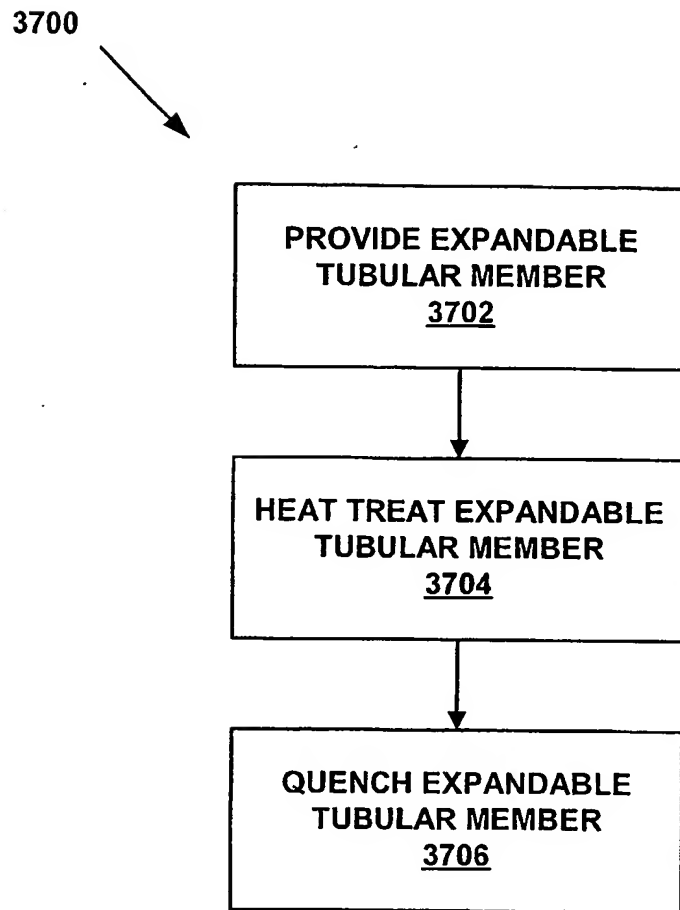 3700
PROVIDE EXPANDABLE
TUBULAR MEMBER
3702
HEAT TREAT EXPANDABLE
TUBULAR MEMBER
3704
QUENCH EXPANDABLE
TUBULAR MEMBER
3706